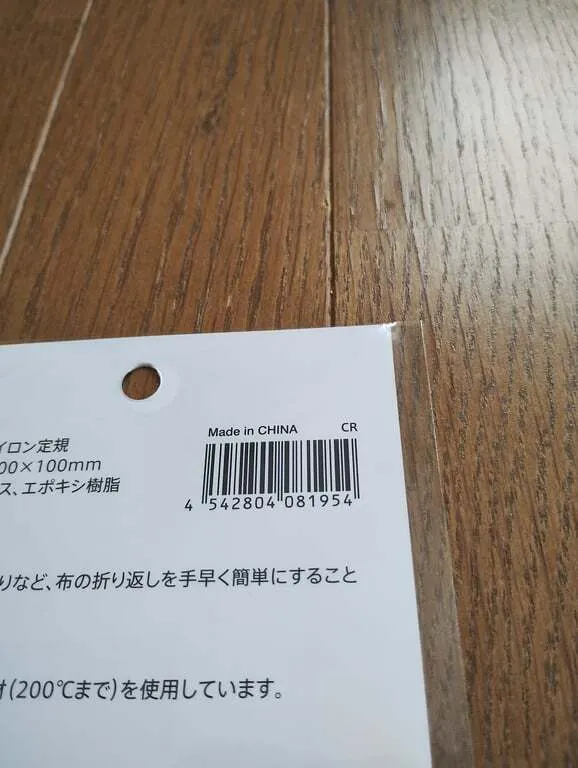 Made in CHINA CR
イロン定規
00×100mm
ス、エポキシ樹脂
4 542804 081954
りなど、布の折り返しを手早く簡単にすること
(200℃まで)を使用しています。